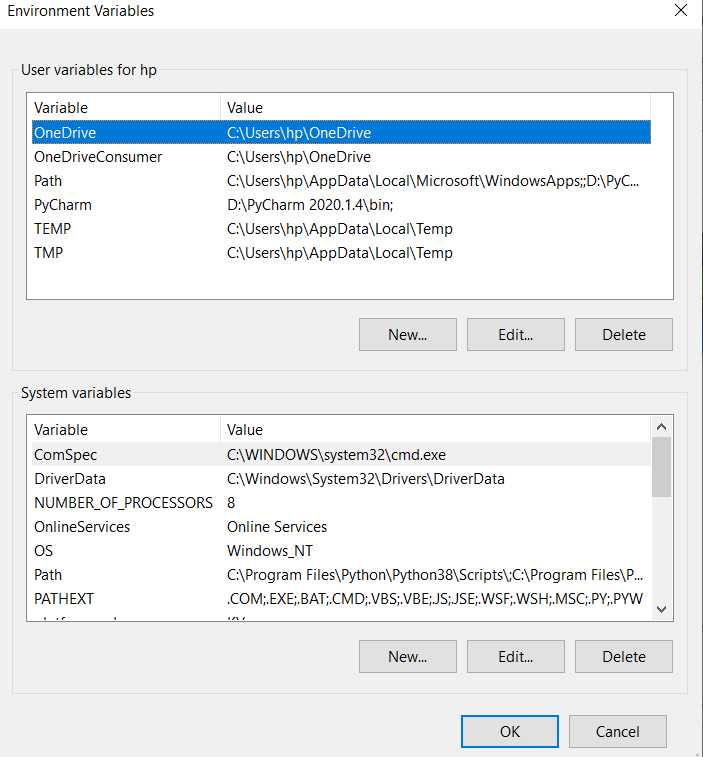 Environment Variables
User variables for hp
Variable Value
OneDrive C:\Users\hp\OneDrive
OneDriveConsumer C:\Users\hp\OneDrive
Path C:\Users\hp\AppData\Local\Microsoft\WindowsApps;;D:\PyC...
PyCharm D:\PyCharm 2020.1.4\bin;
TEMP C:\Users\hp\AppData\Local\Temp
TMP C:\Users\hp\AppData\Local\Temp
New... Edit... Delete
System variables
Variable Value
ComSpec C:\WINDOWS\system32\cmd.exe
DriverData C:\Windows\System32\Drivers\DriverData
NUMBER_OF_PROCESSORS 8
OnlineServices Online Services
OS Windows_NT
Path C:\Program Files\Python\Python38\Scripts\;C:\Program Files\P...
PATHEXT .COM;.EXE;.BAT;.CMD;.VBS;.VBE;.JS;.JSE;.WSF;.WSH;.MSC;.PY;.PYW
New... Edit... Delete
OK Cancel